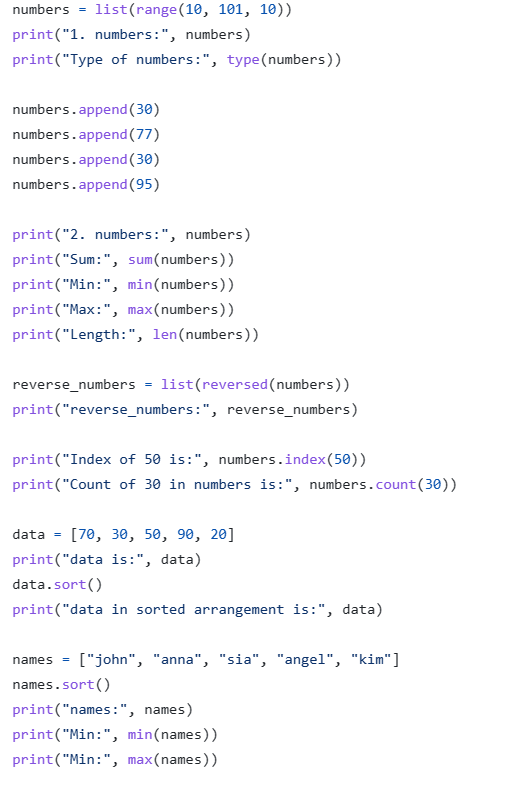 numbers = list(range(10, 101, 10))
print("1. numbers:", numbers)
print("Type of numbers:", type(numbers))
numbers.append(30)
numbers.append(77)
numbers.append(30)
numbers.append(95)
print("2. numbers:", numbers)
print("Sum:", sum(numbers))
print("Min:", min(numbers))
print("Max:", max(numbers))
print("Length:", len(numbers))
reverse_numbers = list(reversed(numbers))
print("reverse_numbers:", reverse_numbers)
print("Index of 50 is:", numbers.index(50))
print("Count of 30 in numbers is:", numbers.count(30))
data = [70, 30, 50, 90, 20]
print("data is:", data)
data.sort()
print("data in sorted arrangement is:", data)
names = ["john", "anna", "sia", "angel", "kim"]
names.sort()
print("names:", names)
print("Min:", min(names))
print("Min:", max(names))